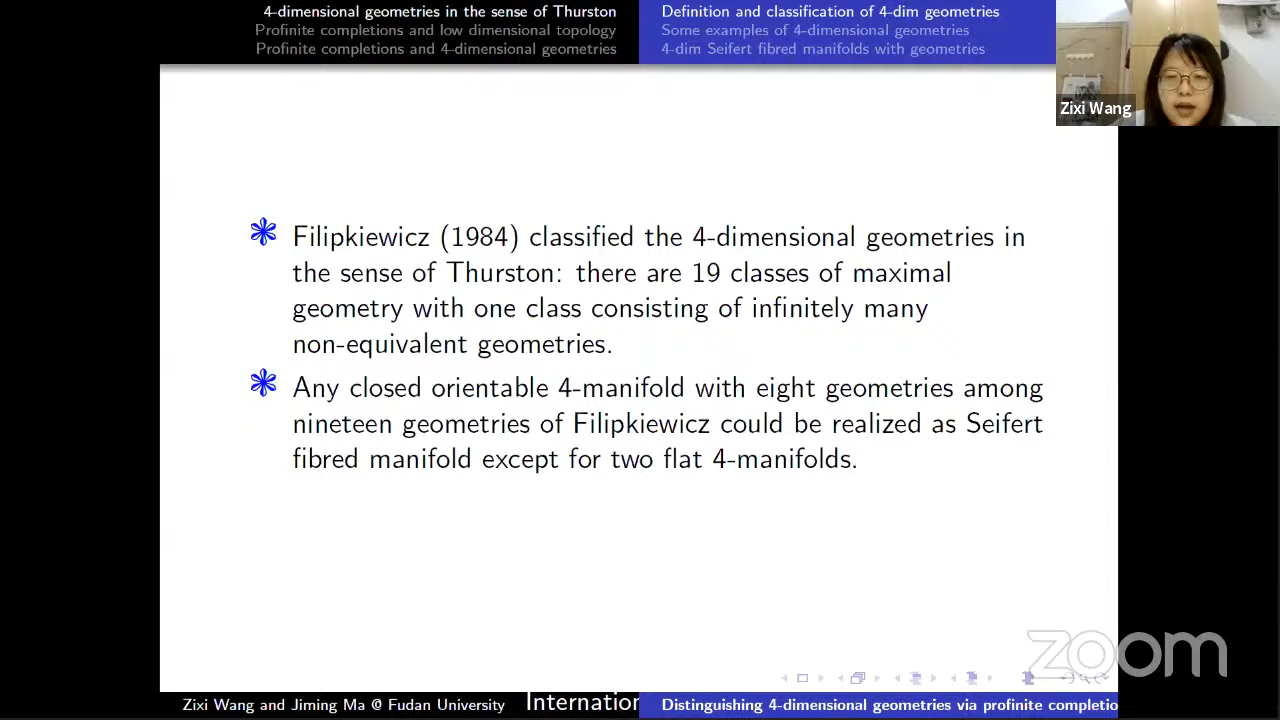 4-dimensional geometries in the sense of Thurston
Profinite completions and low dimensional topology
Profinite completions and 4-dimensional geometries
Definition and classification of 4-dim geometries
Some examples of 4-dimensional geometries
4-dim Seifert fibred manifolds with geometries
Zixi Wang
Filipkiewicz (1984) classified the 4-dimensional geometries in
the sense of Thurston: there are 19 classes of maximal
geometry with one class consisting of infinitely many
non-equivalent geometries.
Any closed orientable 4-manifold with eight geometries among
nineteen geometries of Filipkiewicz could be realized as Seifert
fibred manifold except for two flat 4-manifolds.
zoom
Zixi Wang and Jiming Ma @ Fudan University
Internation
Distinguishing 4-dimensional geometries via profinite completio